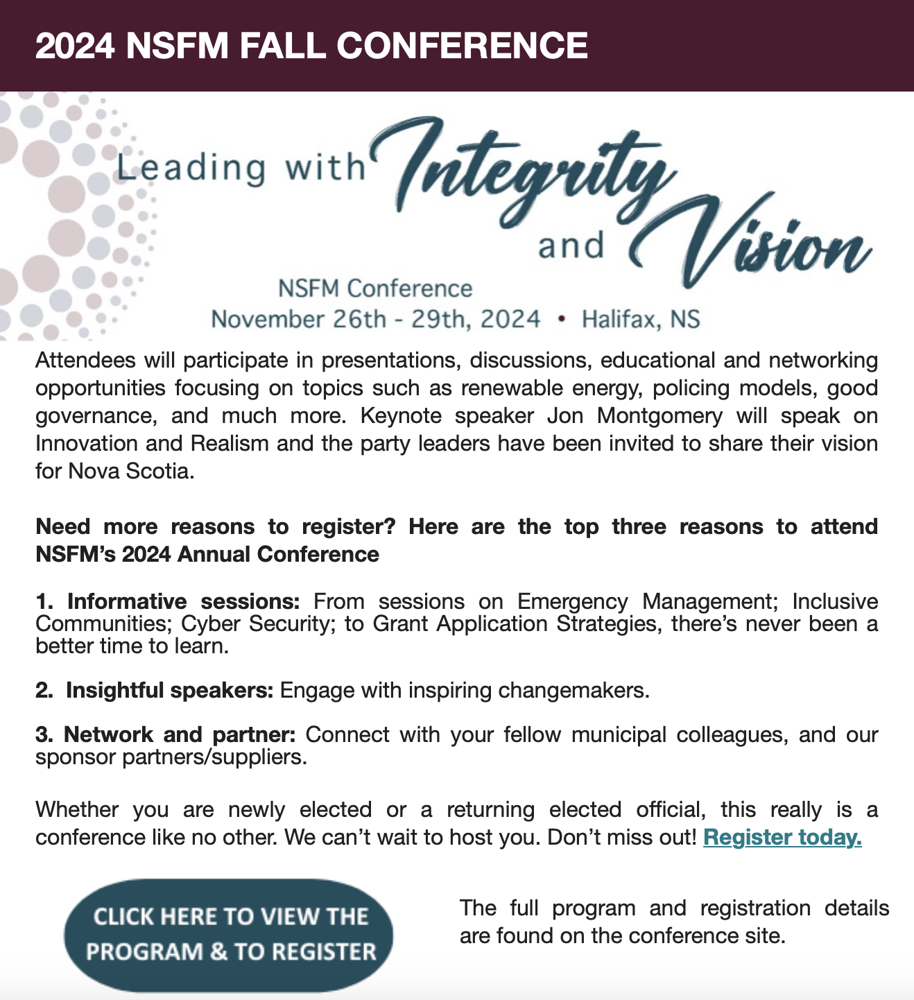 2024 NSFM FALL CONFERENCE
Leading with Integrity
and Vision
NSFM Conference
November 26th - 29th, 2024 • Halifax, NS
Attendees will participate in presentations, discussions, educational and networking
opportunities focusing on topics such as renewable energy, policing models, good
governance, and much more. Keynote speaker Jon Montgomery will speak on
Innovation and Realism and the party leaders have been invited to share their vision
for Nova Scotia.
Need more reasons to register? Here are the top three reasons to attend
NSFM’s 2024 Annual Conference
1. Informative sessions: From sessions on Emergency Management; Inclusive
Communities; Cyber Security; to Grant Application Strategies, there’s never been a
better time to learn.
2. Insightful speakers: Engage with inspiring changemakers.
3. Network and partner: Connect with your fellow municipal colleagues, and our
sponsor partners/suppliers.
Whether you are newly elected or a returning elected official, this really is a
conference like no other. We can’t wait to host you. Don’t miss out! Register today.
CLICK HERE TO VIEW THE
PROGRAM & TO REGISTER
The full program and registration details
are found on the conference site.